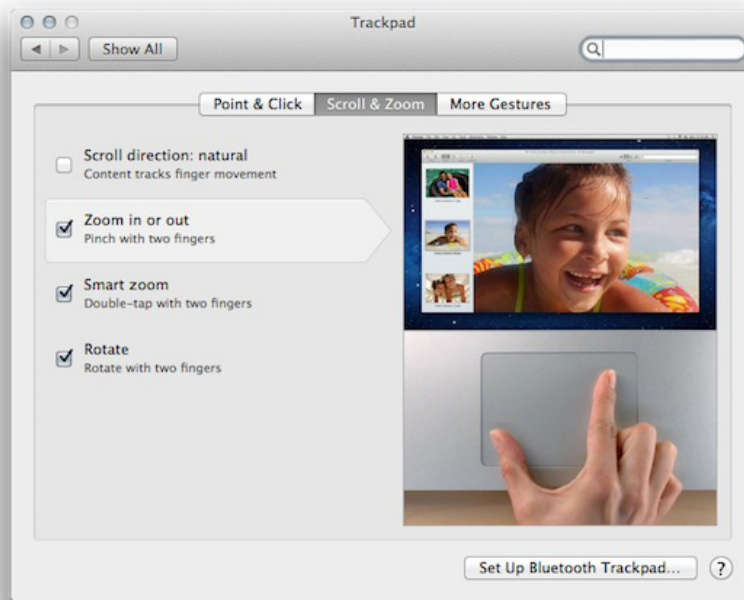 Trackpad
Show All
Point & Click
Scroll & Zoom
More Gestures
Scroll direction: natural
Content tracks finger movement
Zoom in or out
Pinch with two fingers
Smart zoom
Double-tap with two fingers
Rotate
Rotate with two fingers
Set Up Bluetooth Trackpad...
?